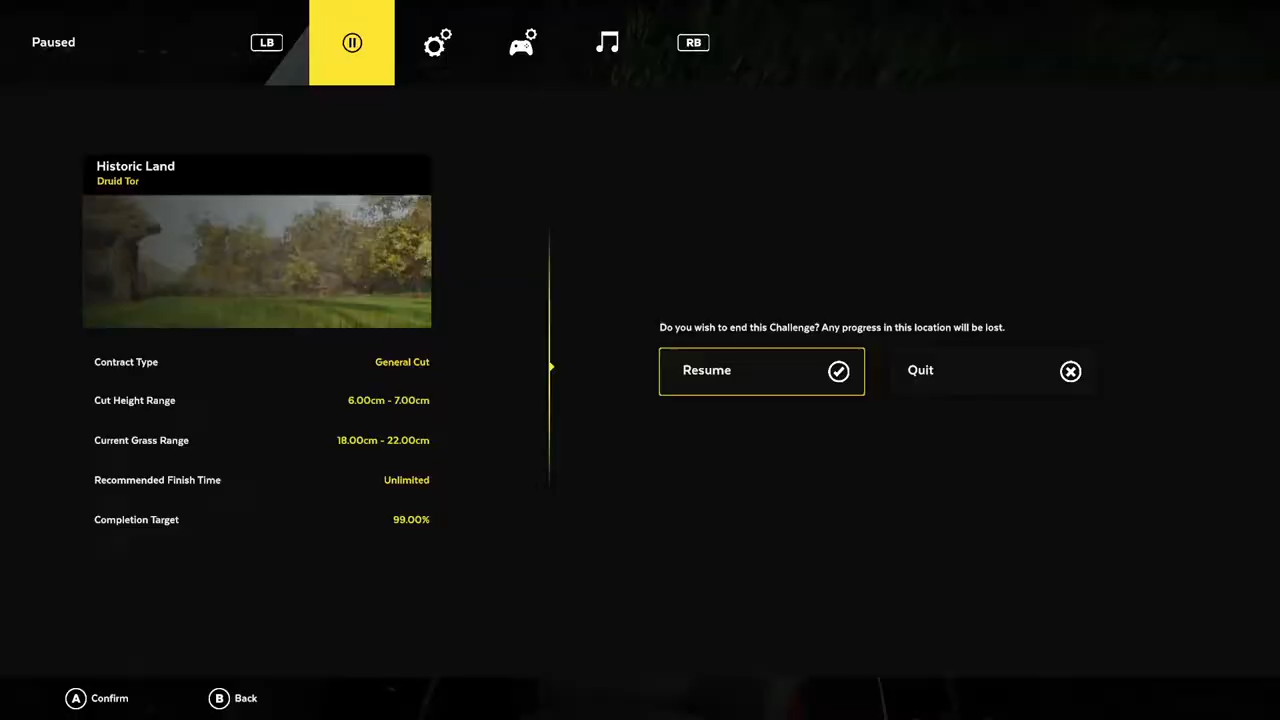 Paused
LB
RB
Historic Land
Druid Tor
Contract Type General Cut
Cut Height Range 6.00cm - 7.00cm
Current Grass Range 18.00cm - 22.00cm
Recommended Finish Time Unlimited
Completion Target 99.00%
Do you wish to end this Challenge? Any progress in this location will be lost.
Resume
Quit
A Confirm
B Back